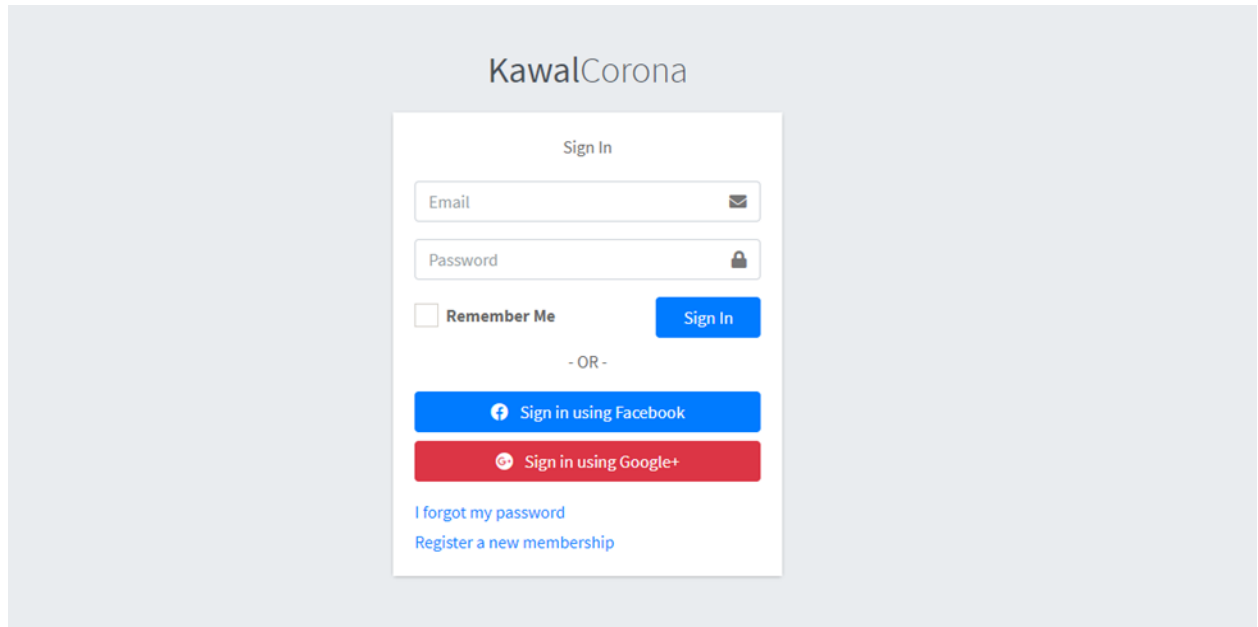 KawalCorona
Sign In
Email
Password
Remember Me
Sign In
- OR -
Sign in using Facebook
Sign in using Google+
I forgot my password
Register a new membership